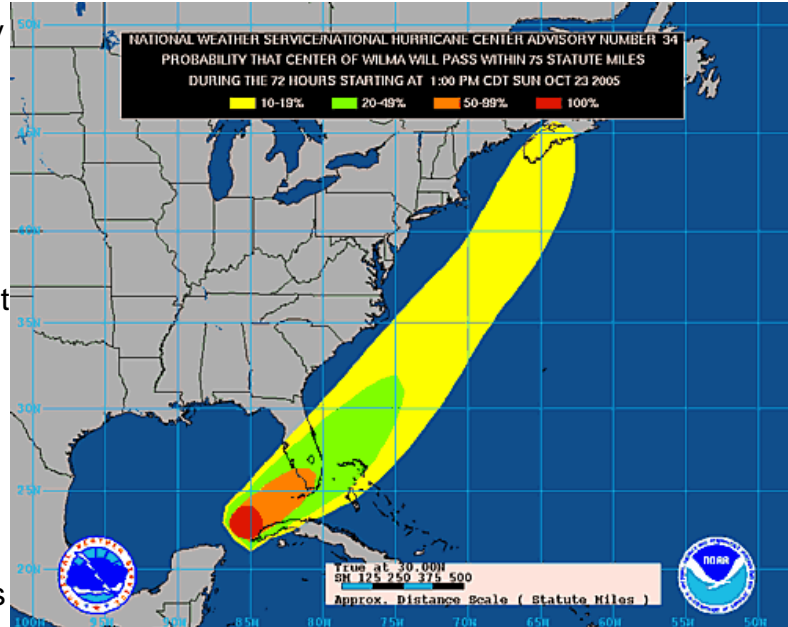 NATIONAL WEATHER SERVICE/NATIONAL HURRICANE CENTER ADVISORY NUMBER 34
PROBABILITY THAT CENTER OF WILMA WILL PASS WITHIN 75 STATUTE MILES
DURING THE 72 HOURS STARTING AT 1:00 PM CDT SUN OCT 23 2005
10-19% 20-49% 50-99% 100%
50N
45N
40N
35N
30N
25N
20N
100W 95W 90W 85W 80W 75W 70W 65W 60W 55W 50W
True at 30.00N
SM 125 250 375 500
Approx. Distance Scale ( Statute Miles )
NOAA
y
t
s